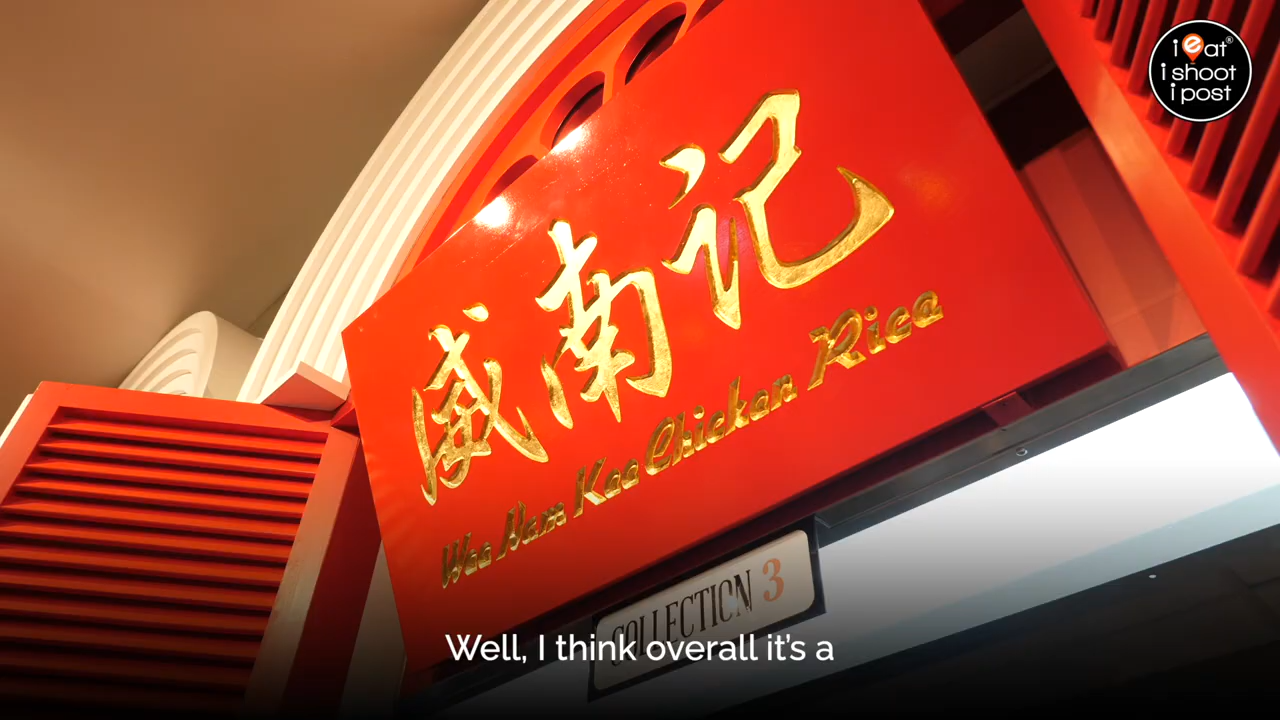 i eat®
i shoot
i post
威南记
Wee Nam Kee Chicken Rice
COLLECTION 3
Well, I think overall it's a